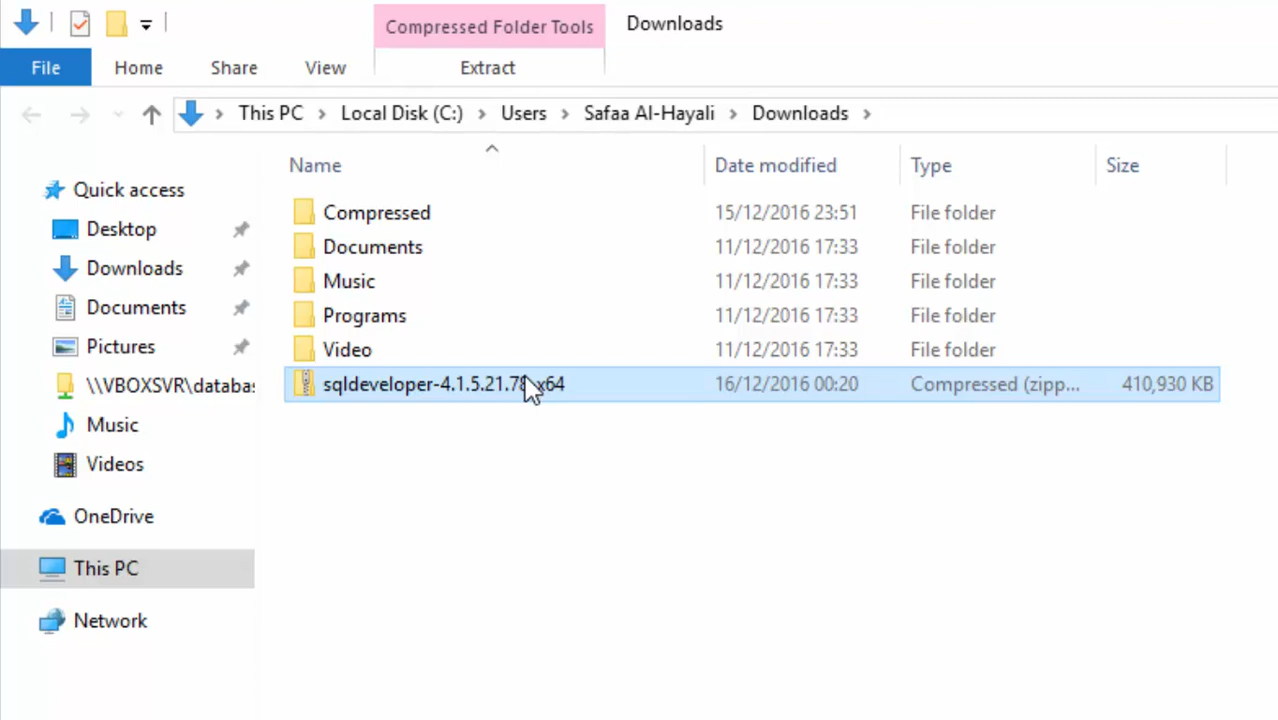 Compressed Folder Tools
Downloads
File
Home
Share
View
Extract
This PC
Local Disk (C:)
Users
Safaa Al-Hayali
Downloads
Name
Date modified
Type
Size
Quick access
Desktop
Downloads
Documents
Pictures
\\VBOXSVR\databas
Music
Videos
OneDrive
This PC
Network
Compressed 15/12/2016 23:51 File folder
Documents 11/12/2016 17:33 File folder
Music 11/12/2016 17:33 File folder
Programs 11/12/2016 17:33 File folder
Video 11/12/2016 17:33 File folder
sqldeveloper-4.1.5.21.78-x64 16/12/2016 00:20 Compressed (zipp... 410,930 KB